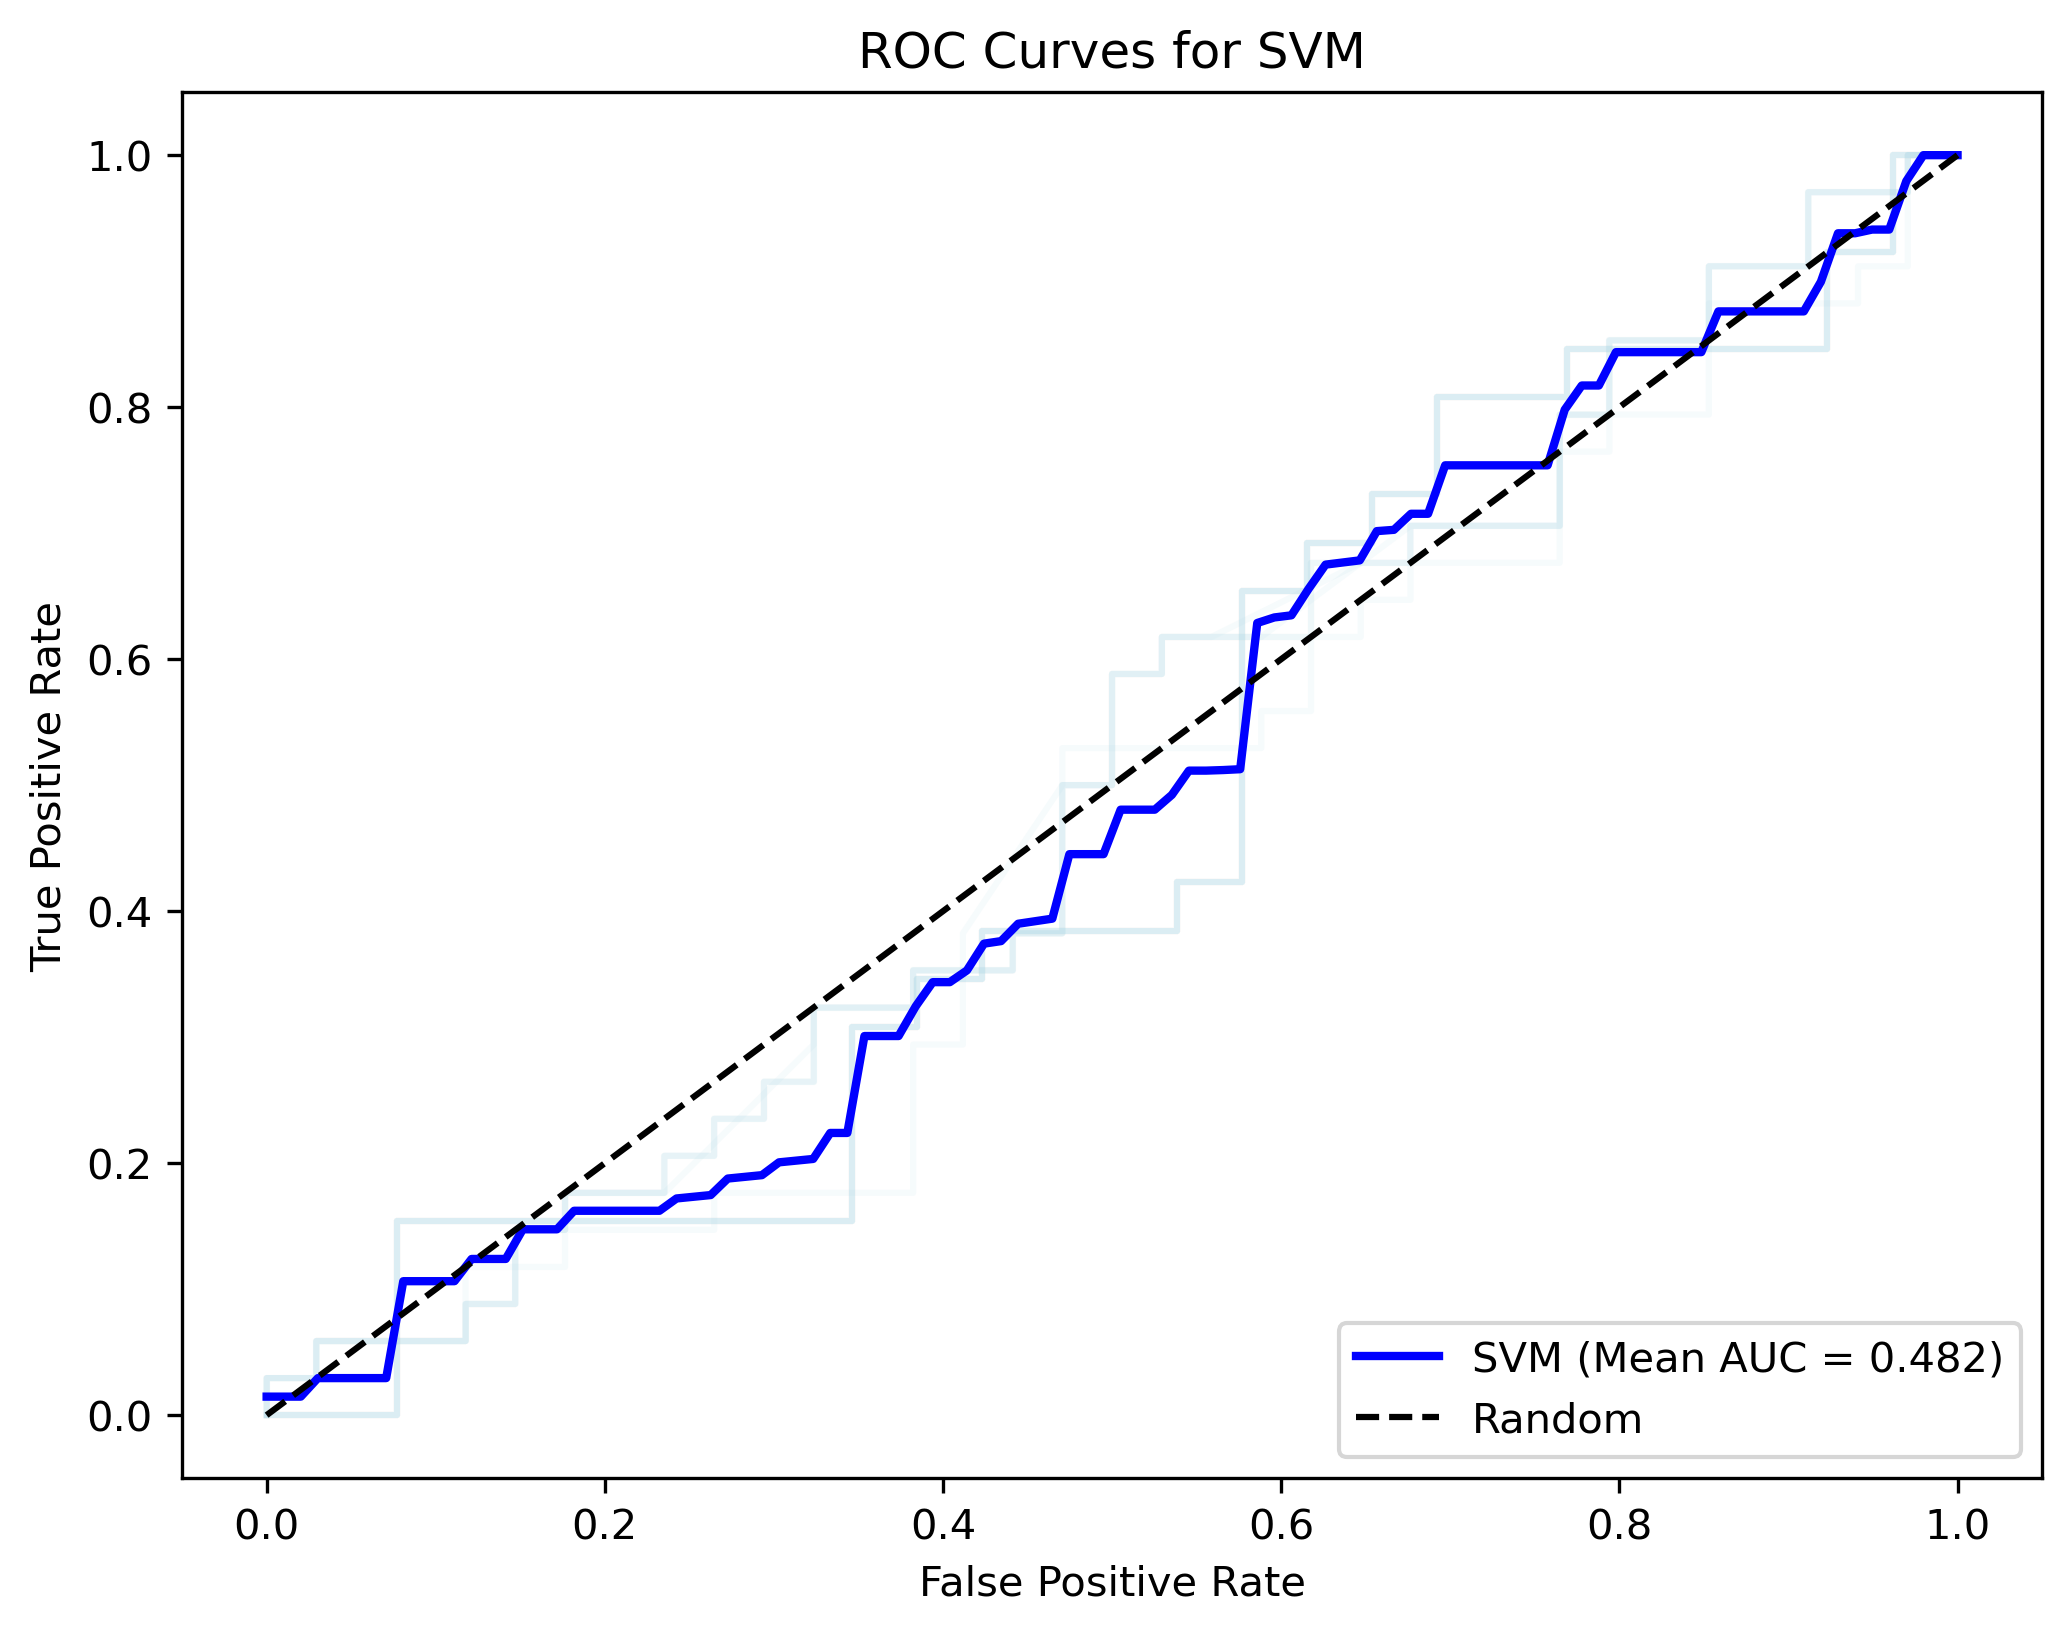 ROC Curves for SVM
1.0
0.8
0.6
0.4
0.2
0.0
True Positive Rate
0.0 0.2 0.4 0.6 0.8 1.0
False Positive Rate
SVM (Mean AUC = 0.482)
Random